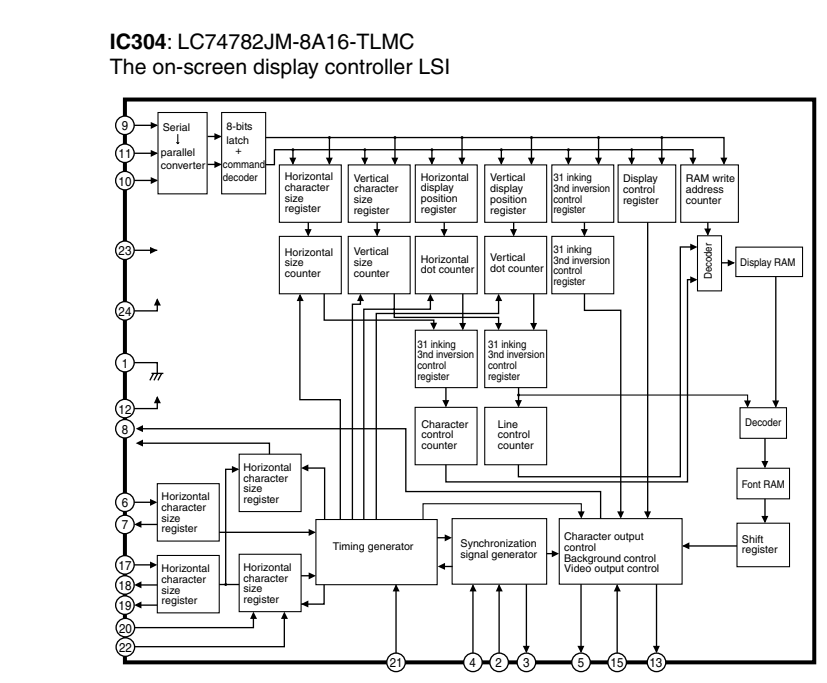 IC304: LC74782JM-8A16-TLMC
The on-screen display controller LSI
9
11
10
23
24
1
12
8
6
7
17
18
19
20
22
Serial
↓
parallel
converter
8-bits
latch
+
command
decoder
Horizontal
character
size
register
Vertical
character
size
register
Horizontal
display
position
register
Vertical
display
position
register
31 inking
3nd inversion
control
register
Display
control
register
RAM write
address
counter
Horizontal
size
counter
Vertical
size
counter
Horizontal
dot counter
Vertical
dot counter
31 inking
3nd inversion
control
register
Decoder
Display RAM
31 inking
3nd inversion
control
register
31 inking
3nd inversion
control
register
Character
control
counter
Line
control
counter
Decoder
Font RAM
Shift
register
Horizontal
character
size
register
Horizontal
character
size
register
Horizontal
character
size
register
Horizontal
character
size
register
Timing generator
Synchronization
signal generator
Character output
control
Background control
Video output control
21
4
2
3
5
15
13